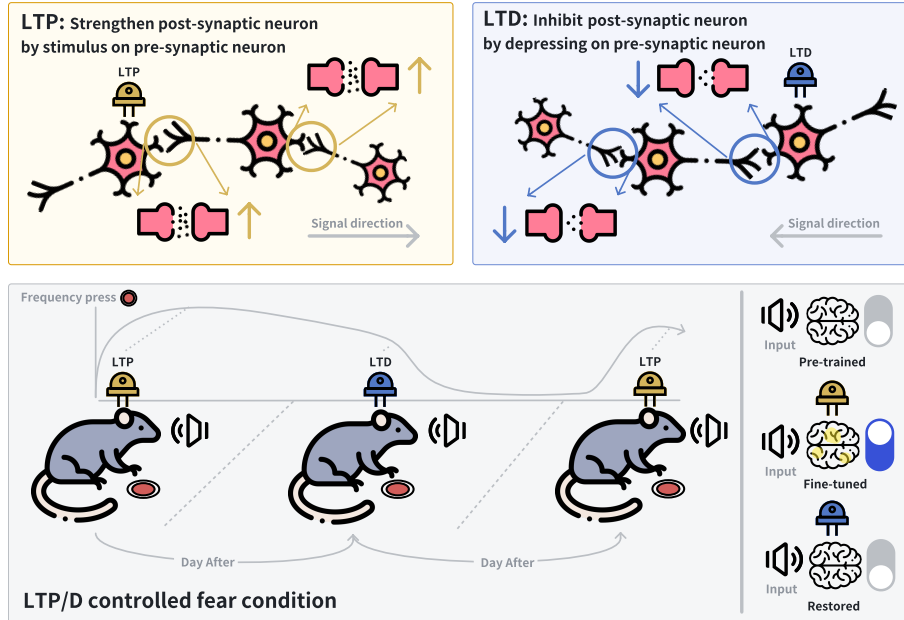 LTP: Strengthen post-synaptic neuron
by stimulus on pre-synaptic neuron
LTP
Signal direction
LTD: Inhibit post-synaptic neuron
by depressing on pre-synaptic neuron
LTD
Signal direction
Frequency press
LTP
LTD
LTP
Day After
Day After
LTP/D controlled fear condition
Input
Pre-trained
Input
Fine-tuned
Input
Restored